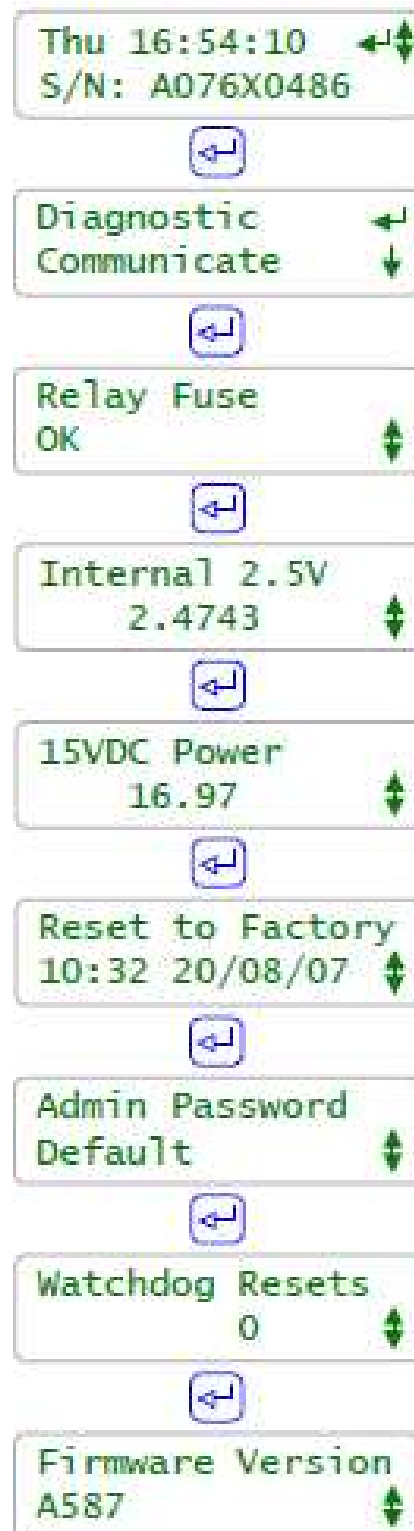 Thu 16:54:10
S/N: A076X0486
Diagnostic
Communicate
Relay Fuse
OK
Internal 2.5V
2.4743
15VDC Power
16.97
Reset to Factory
10:32 20/08/07
Admin Password
Default
Watchdog Resets
0
Firmware Version
A587